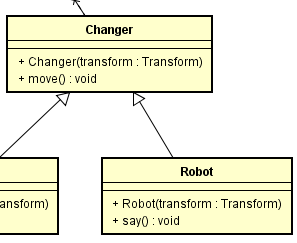 Changer
+ Changer(transform : Transform)
+ move() : void
ansform)
Robot
+ Robot(transform : Transform)
+ say() : void